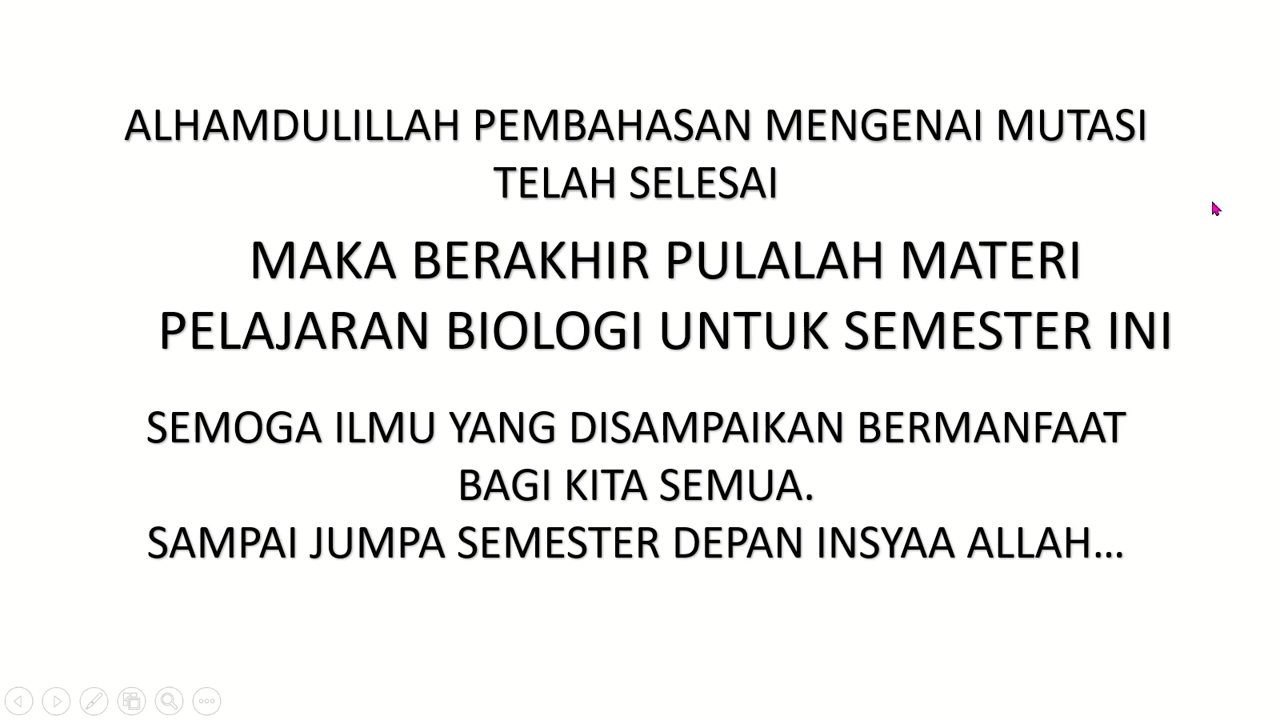 ALHAMDULILLAH PEMBAHASAN MENGENAI MUTASI
TELAH SELESAI
MAKA BERAKHIR PULALAH MATERI
PELAJARAN BIOLOGI UNTUK SEMESTER INI
SEMOGA ILMU YANG DISAMPAIKAN BERMANFAAT
BAGI KITA SEMUA.
SAMPAI JUMPA SEMESTER DEPAN INSYAA ALLAH...